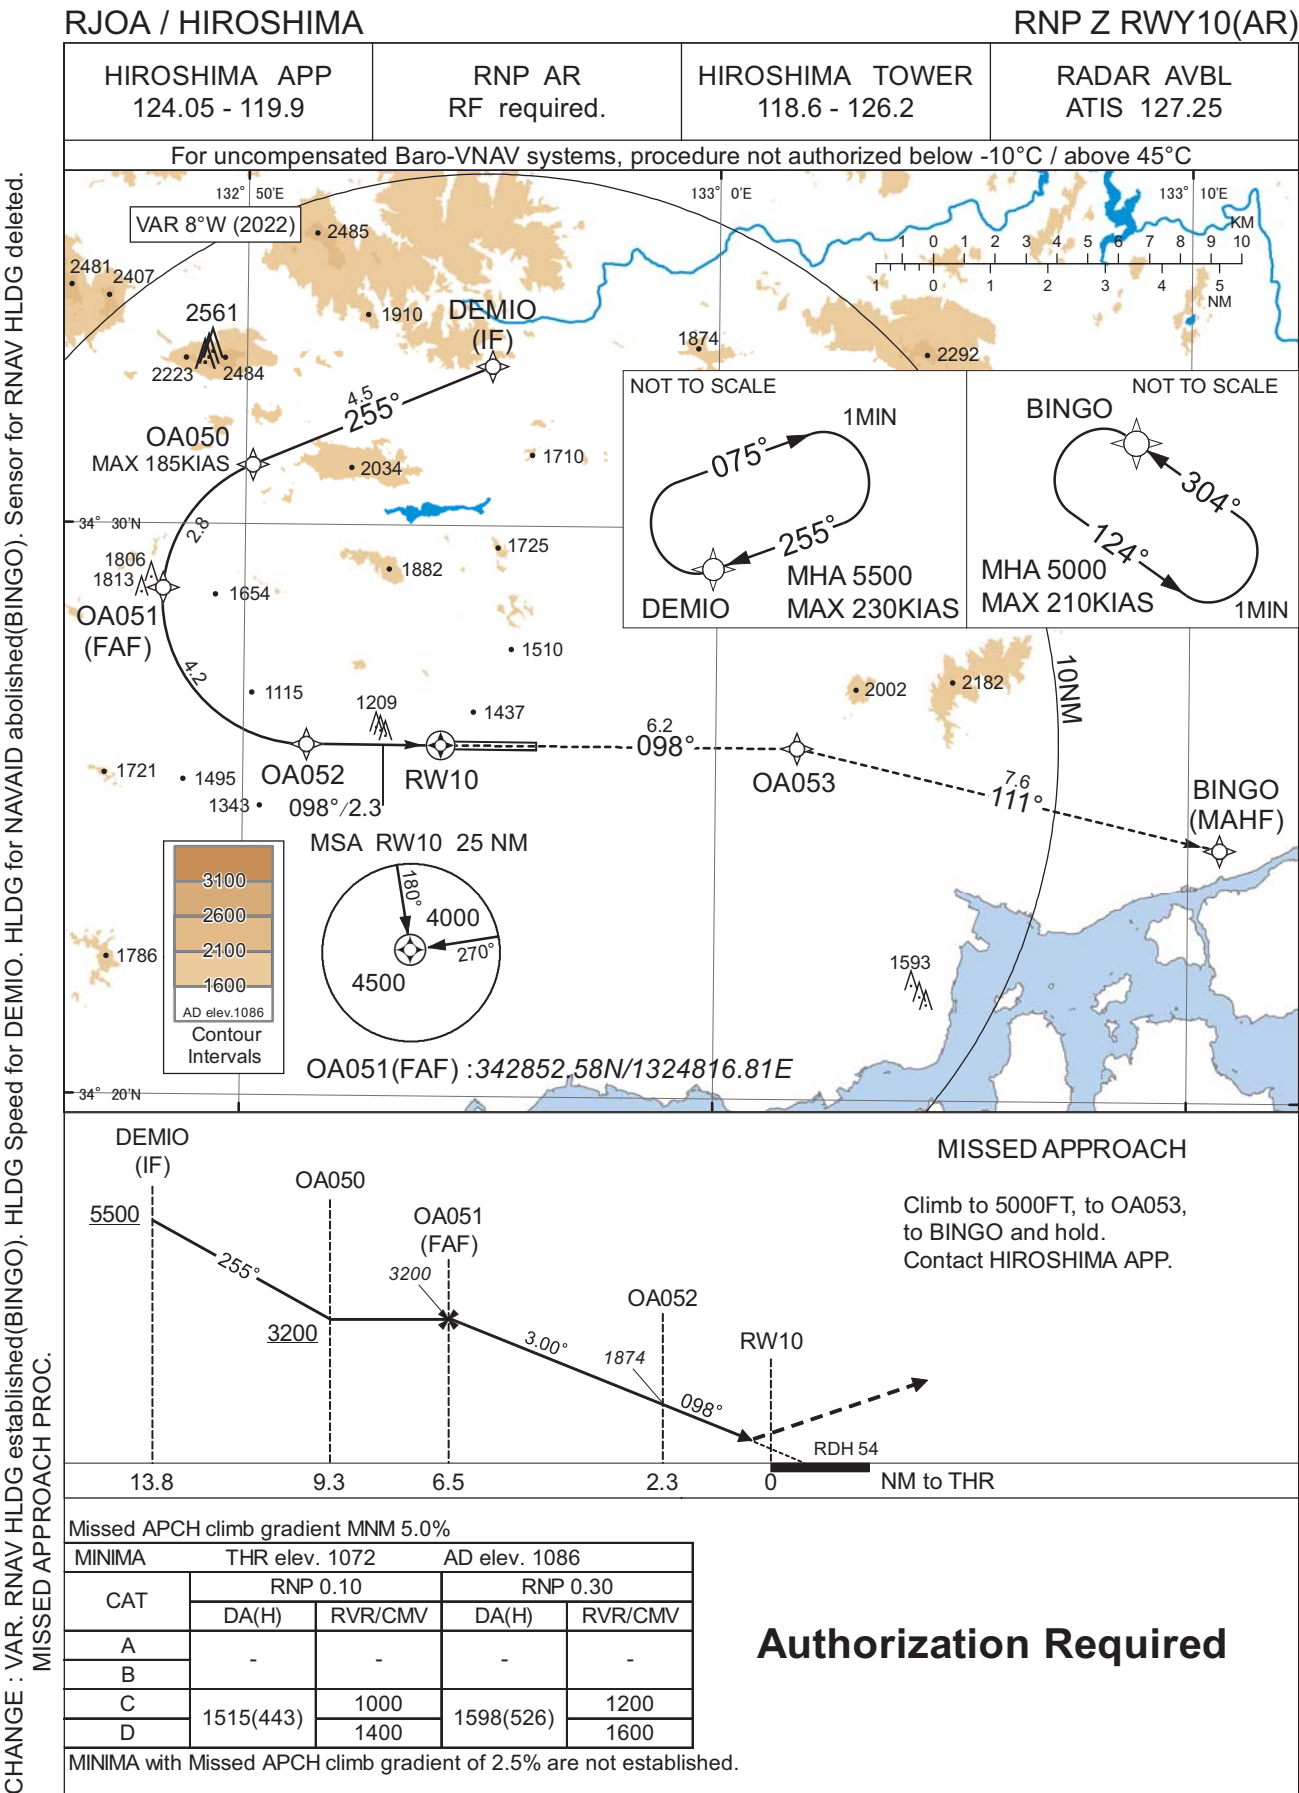 RJOA / HIROSHIMA
RNP Z RWY10(AR)
HIROSHIMA APP
124.05 - 119.9
RNP AR
RF required.
HIROSHIMA TOWER
118.6 - 126.2
RADAR AVBL
ATIS 127.25
For uncompensated Baro-VNAV systems, procedure not authorized below -10°C / above 45°C
132° 50'E
133° 0'E
133° 10'E
VAR 8°W (2022)
KM
1 0 1 2 3 4 5 6 7 8 9 10
1 0 1 2 3 4 5
NM
2485
2481
2407
2561
1910
DEMIO
(IF)
1874
2292
2223
2484
4.5
255°
OA050
MAX 185KIAS
2034
1710
NOT TO SCALE
075°
1MIN
255°
MHA 5500
MAX 230KIAS
DEMIO
NOT TO SCALE
BINGO
304°
124°
MHA 5000
MAX 210KIAS
1MIN
34° 30'N
2.8
1725
1806
1813
1882
1654
OA051
(FAF)
1510
4.2
1115
1209
1437
2002
2182
10NM
6.2
098°
OA052
RW10
OA053
1721
1495
1343
098°/2.3
7.6
111°
BINGO
(MAHF)
MSA RW10 25 NM
180°
4000
270°
4500
3100
2600
2100
1600
AD elev.1086
Contour
Intervals
1786
1593
OA051(FAF) :342852.58N/1324816.81E
34° 20'N
DEMIO
(IF)
OA050
OA051
(FAF)
5500
255°
3200
3200
3.00°
OA052
1874
098°
RW10
RDH 54
13.8
9.3
6.5
2.3
0
NM to THR
MISSED APPROACH
Climb to 5000FT, to OA053,
to BINGO and hold.
Contact HIROSHIMA APP.
Missed APCH climb gradient MNM 5.0%
MINIMA THR elev. 1072 AD elev. 1086
CAT RNP 0.10 RNP 0.30
DA(H) RVR/CMV DA(H) RVR/CMV
A
B
- - - -
C 1515(443) 1000 1598(526) 1200
D 1400 1600
MINIMA with Missed APCH climb gradient of 2.5% are not established.
Authorization Required
CHANGE : VAR. RNAV HLDG established(BINGO). HLDG Speed for DEMIO. HLDG for NAVAID abolished(BINGO). Sensor for RNAV HLDG deleted.
MISSED APPROACH PROC.